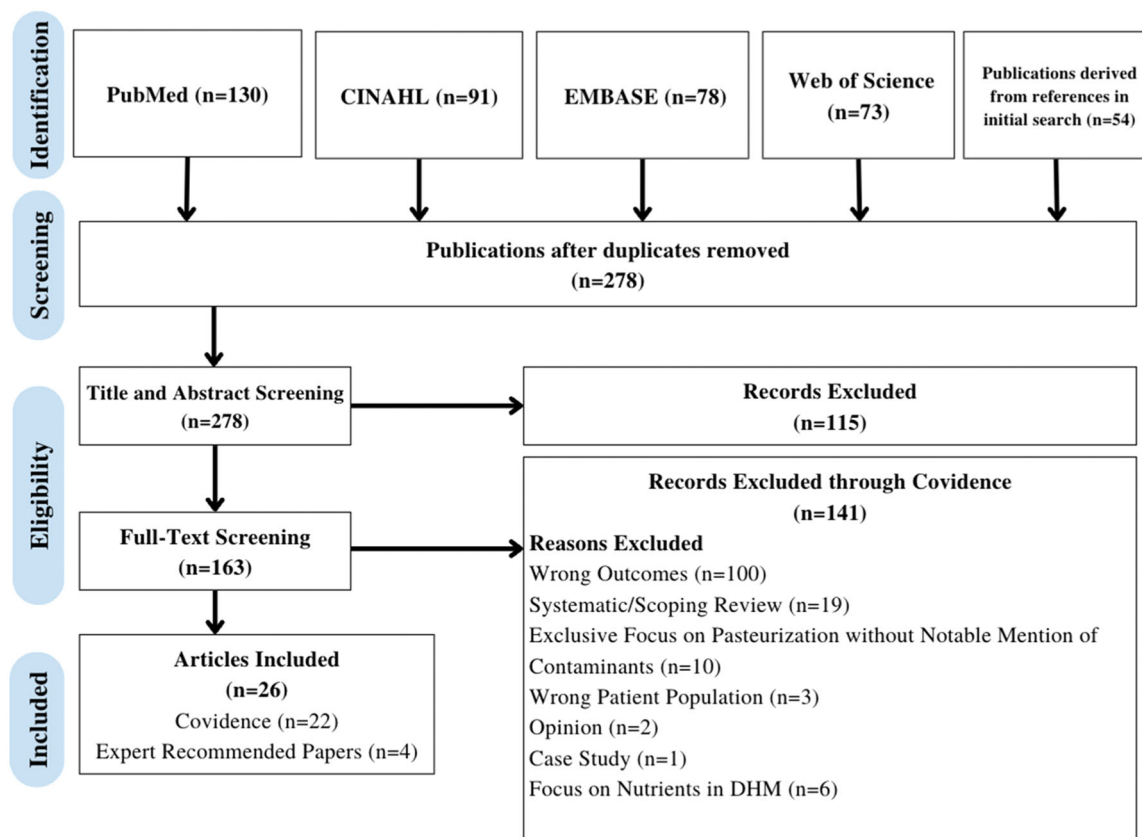 Identification
PubMed (n=130)
CINAHL (n=91)
EMBASE (n=78)
Web of Science
(n=73)
Publications derived
from references in
initial search (n=54)
Screening
Publications after duplicates removed
(n=278)
Eligibility
Title and Abstract Screening
(n=278)
Records Excluded
(n=115)
Full-Text Screening
(n=163)
Records Excluded through Covidence
(n=141)
Reasons Excluded
Wrong Outcomes (n=100)
Systematic/Scoping Review (n=19)
Exclusive Focus on Pasteurization without Notable Mention of
Contaminants (n=10)
Wrong Patient Population (n=3)
Opinion (n=2)
Case Study (n=1)
Focus on Nutrients in DHM (n=6)
Included
Articles Included
(n=26)
Covidence (n=22)
Expert Recommended Papers (n=4)